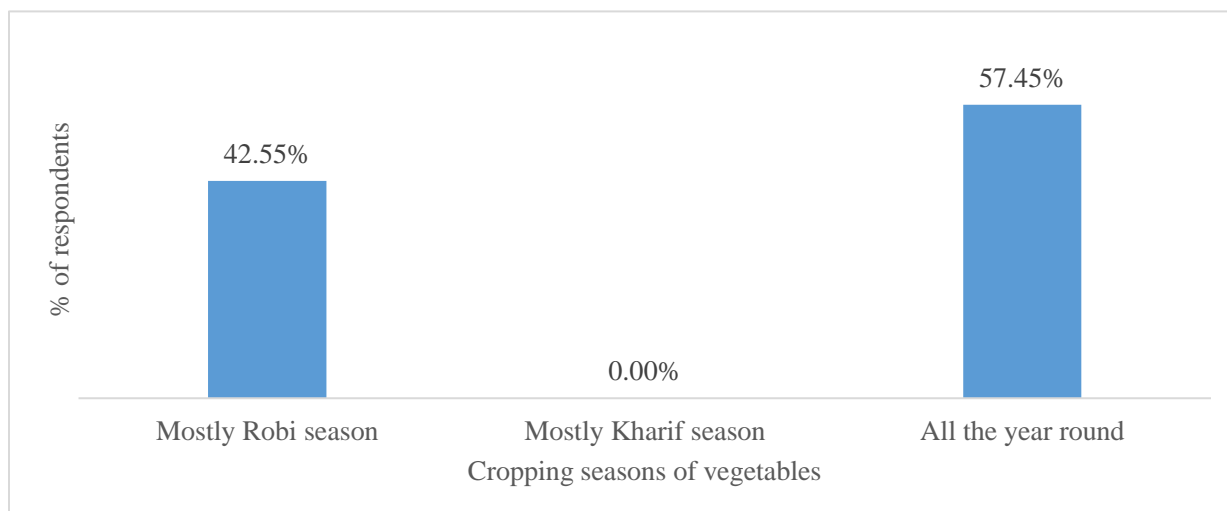 57.45%
42.55%
0.00%
% of respondents
Mostly Robi season
Mostly Kharif season
All the year round
Cropping seasons of vegetables